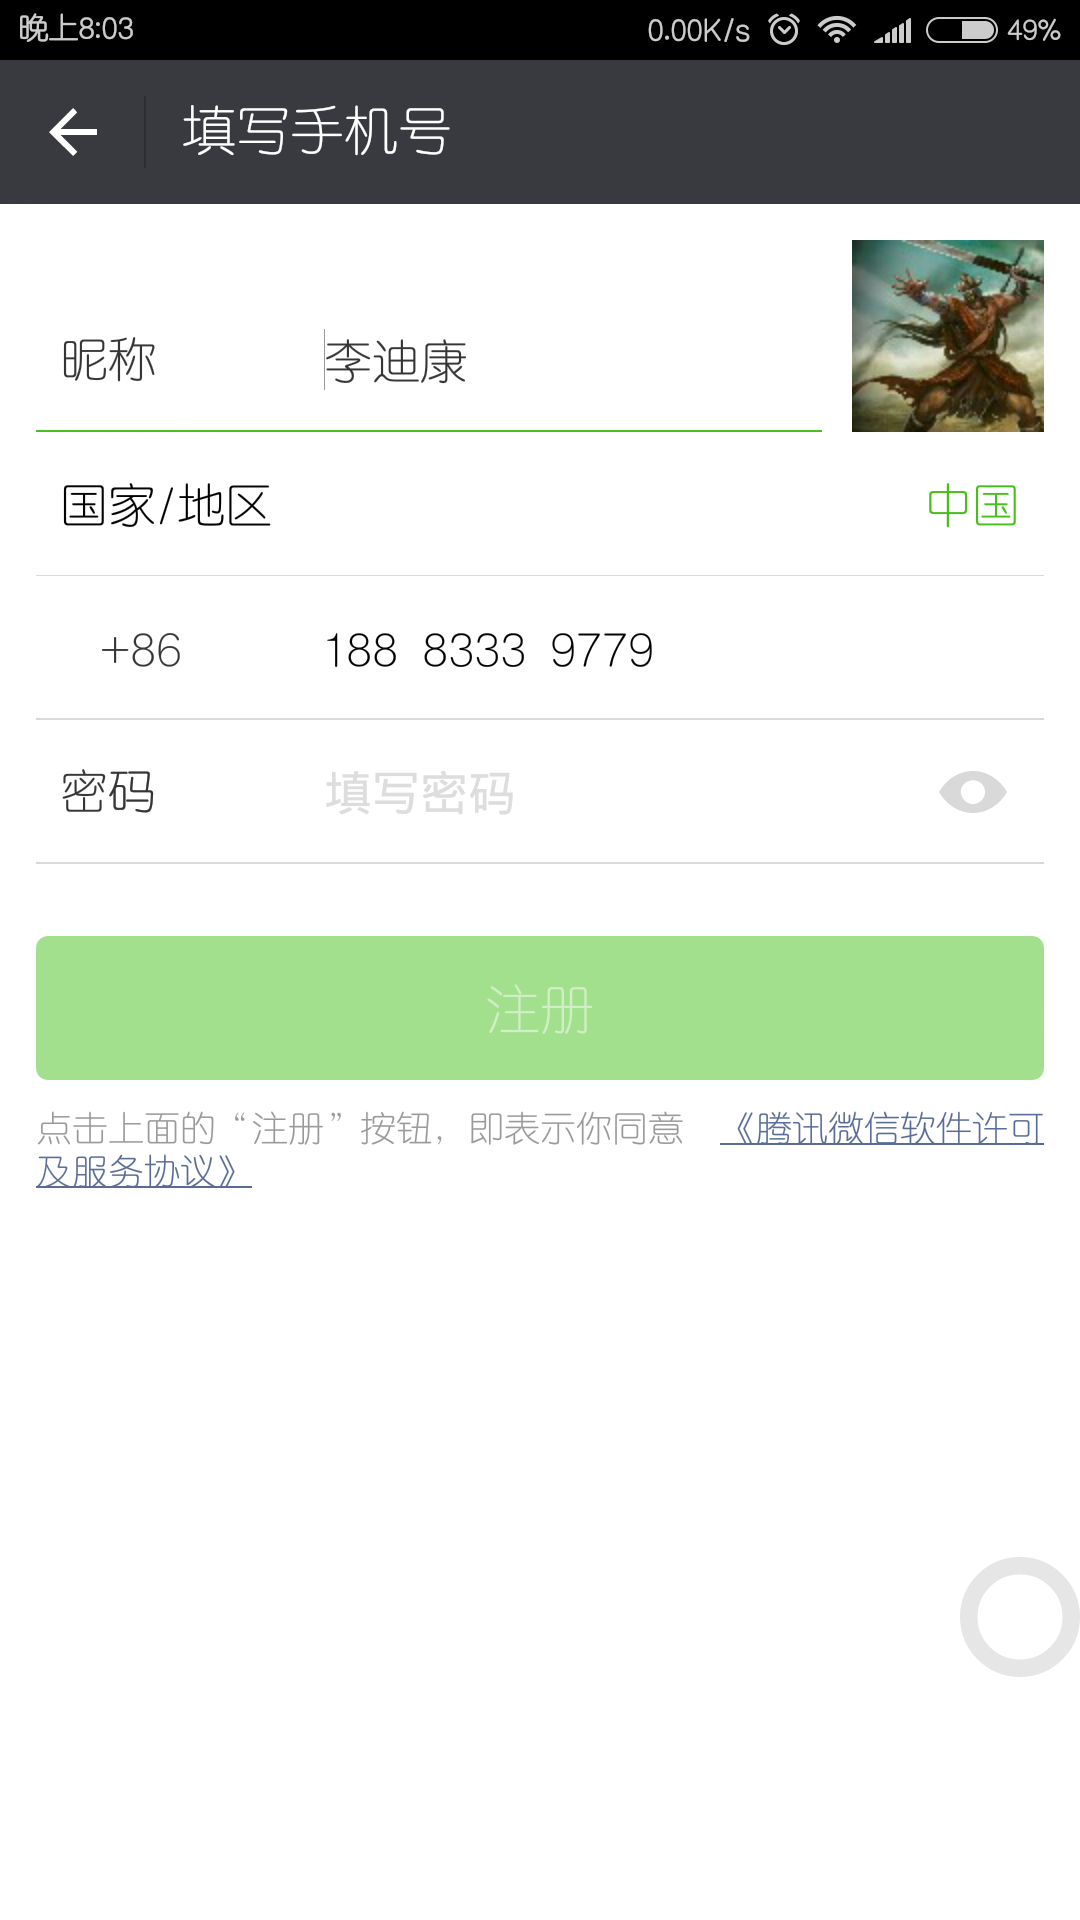 晚上8:03 0.00K/s 49%
填写手机号
昵称 李迪康
国家/地区 中国
+86 188 8333 9779
密码 填写密码
注册
点击上面的“注册”按钮，即表示你同意 《腾讯微信软件许可
及服务协议》